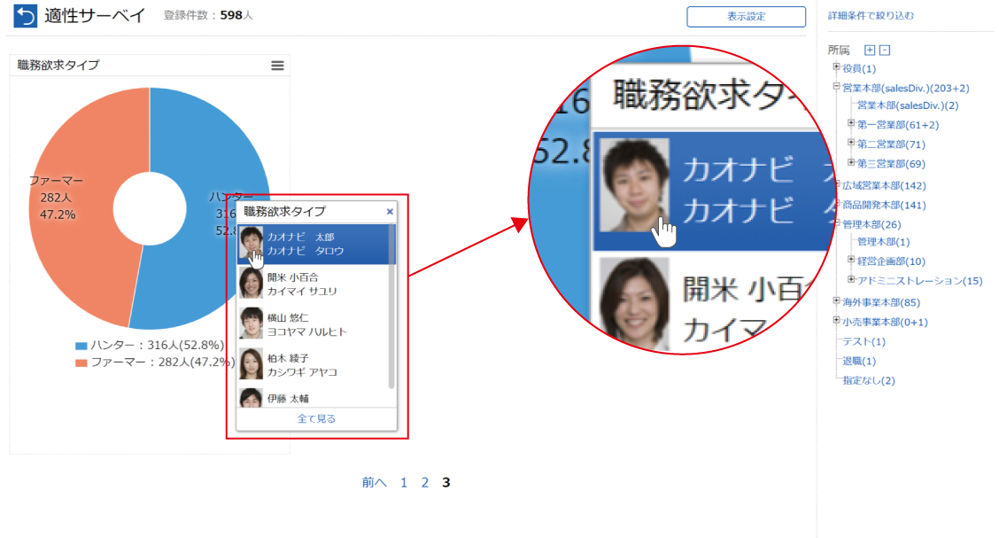 適性サーベイ 登録件数：598人
表示設定
職務欲求タイプ
ファーマー
282人
47.2%
ハンター
316
52.8
ハンター：316人(52.8%)
ファーマー：282人(47.2%)
職務欲求タイプ ×
カオナビ 太郎
カオナビ タロウ
開米 小百合
カイマイ サユリ
横山 悠仁
ヨコヤマ ハルヒト
柏木 綾子
カシワギ アヤコ
伊藤 太輔
全て見る
16
52.8
職務欲求タイ
カオナビ
カオナビ
開米 小百合
カイマ
前へ 1 2 3
詳細条件で絞り込む
所属 + -
役員(1)
営業本部(salesDiv.)(203+2)
営業本部(salesDiv.)(2)
第一営業部(61+2)
第二営業部(71)
第三営業部(69)
広域営業本部(142)
商品開発本部(141)
管理本部(26)
管理本部(1)
経営企画部(10)
アドミニストレーション(15)
海外事業本部(85)
小売事業本部(0+1)
テスト(1)
退職(1)
指定なし(2)